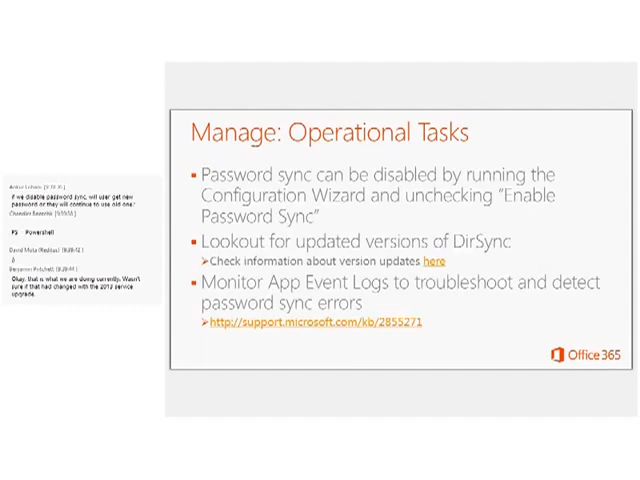 if we disable password sync, will user get new
password or they will continue to use old one?
PS Powershell
David
8
Okay, that is what we are doing currently. Wasn't
sure if that had changed with the 2013 service
upgrade.
Manage: Operational Tasks
Password sync can be disabled by running the
Configuration Wizard and unchecking "Enable
Password Sync"
Lookout for updated versions of DirSync
Check information about version updates here
Monitor App Event Logs to troubleshoot and detect
password sync errors
http://support.microsoft.com/kb/2855271
Office 365